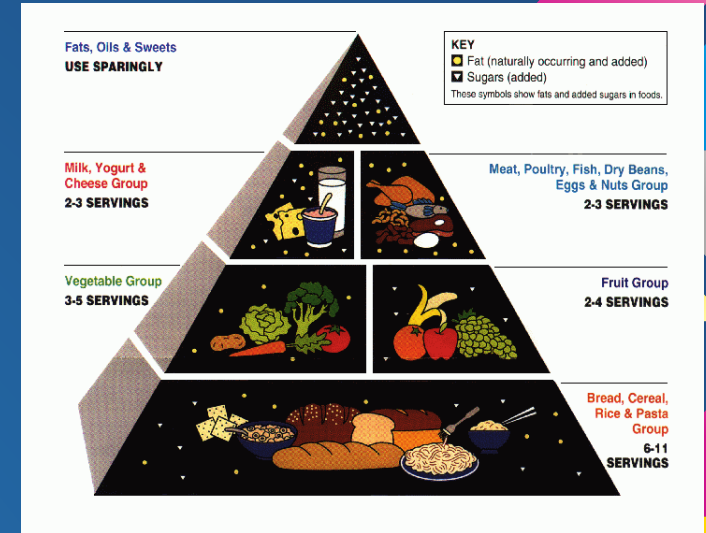 Fats, Oils & Sweets
USE SPARINGLY
KEY
Fat (naturally occurring and added)
Sugars (added)
These symbols show fats and added sugars in foods.
Milk, Yogurt &
Cheese Group
2-3 SERVINGS
Meat, Poultry, Fish, Dry Beans,
Eggs & Nuts Group
2-3 SERVINGS
Vegetable Group
3-5 SERVINGS
Fruit Group
2-4 SERVINGS
Bread, Cereal,
Rice & Pasta
Group
6-11
SERVINGS